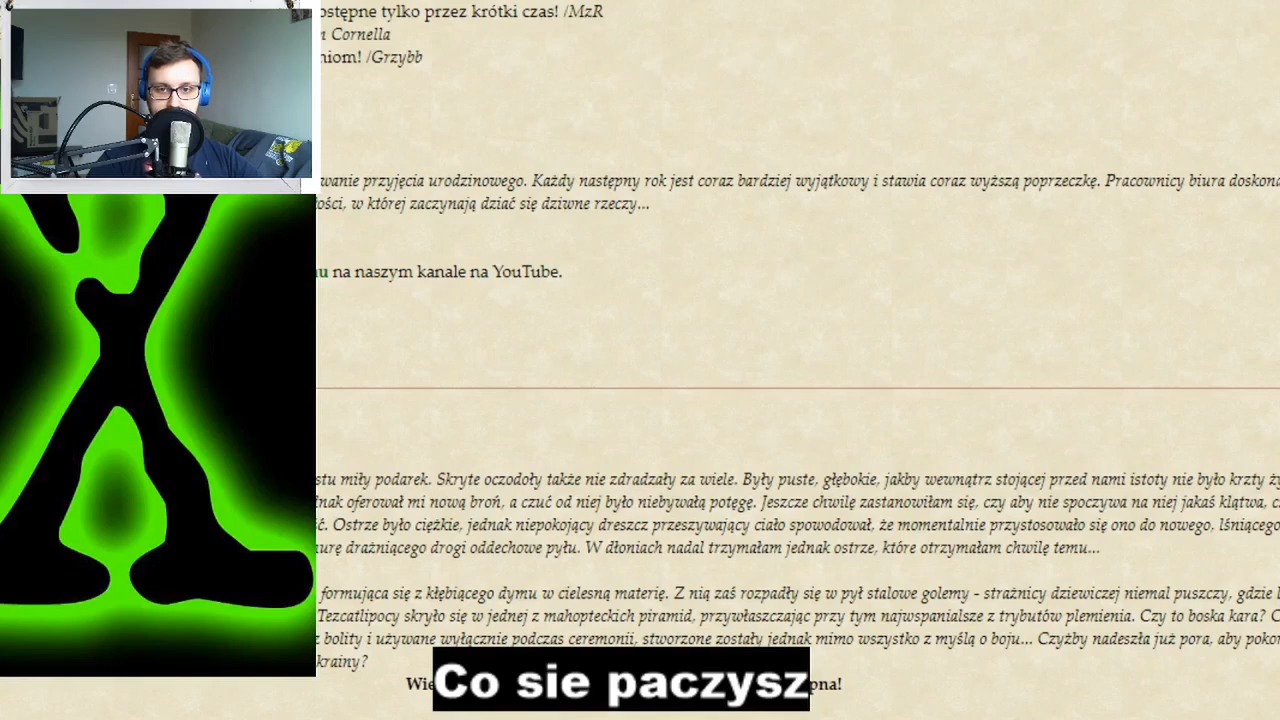 ostępne tylko przez krótki czas! /MzR
Cornella
niom! /Grzybb
wanie przyjęcia urodzinowego. Każdy następny rok jest coraz bardziej wyjątkowy i stawia coraz wyższą poprzeczkę. Pracownicy biura doskona
ości, w której zaczynają dziać się dziwne rzeczy...
na naszym kanale na YouTube.
stu miły podarek. Skryte oczodoły także nie zdradzały za wiele. Były puste, głębokie, jakby wewnątrz stojącej przed nami istoty nie było krzty ży
dnak oferował mi nową broń, a czuć od niej było niebywałą potęgę. Jeszcze chwilę zastanowiłam się, czy aby nie spoczywa na niej jakaś klątwa, c
ść. Ostrze było ciężkie, jednak niepokojący dreszcz przeszywający ciało spowodował, że momentalnie przystosowało się ono do nowego, lśniącego
urę drażniącego drogi oddechowe pyłu. W dłoniach nadal trzymałam jednak ostrze, które otrzymałam chwilę temu...
formująca się z kłębiącego dymu w cielesną materię. Z nią zaś rozpadły się w pył stalowe golemy - strażnicy dziewiczej niemal puszczy, gdzie l
Tezcatlipocy skryło się w jednej z mahopteckich piramid, przywłaszczając przy tym najwspanialsze z trybutów plemienia. Czy to boska kara? C
z bolity i używane wyłącznie podczas ceremonii, stworzone zostały jednak mimo wszystko z myślą o boju... Czyżby nadeszła już pora, aby pokon
krainy?
Wie Co sie paczysz pna!